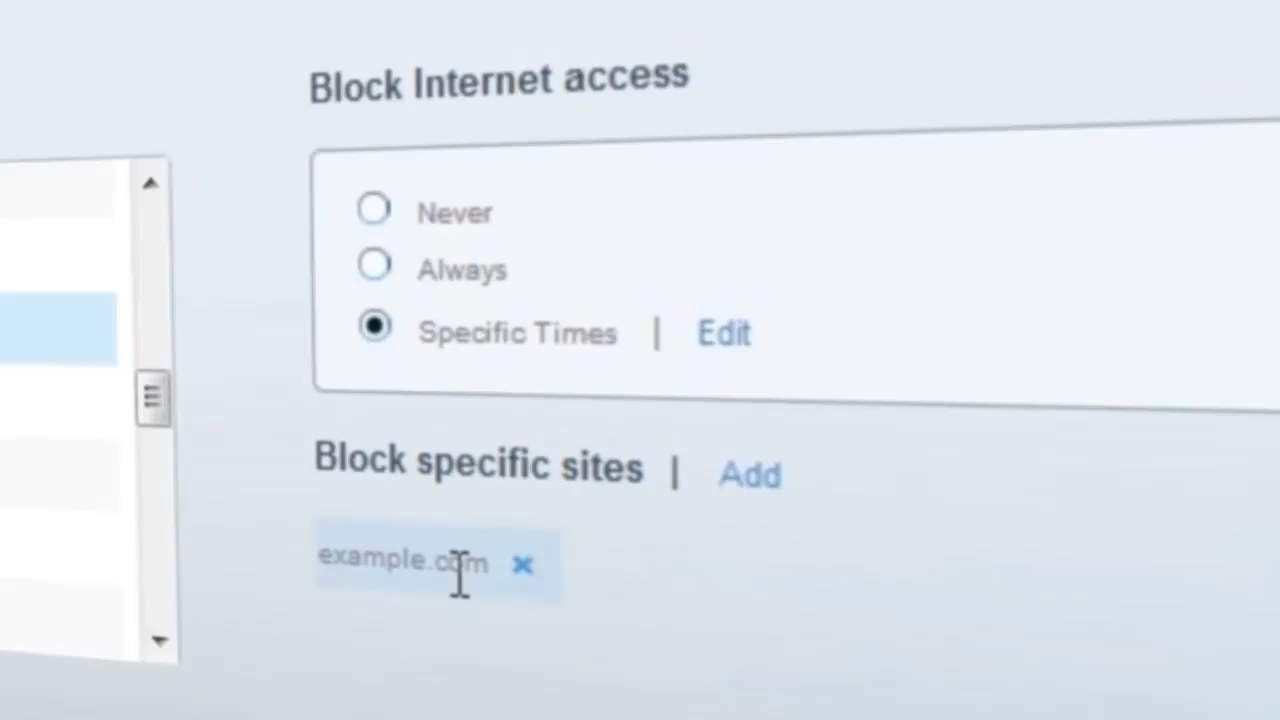 Block Internet access
Never
Always
Specific Times | Edit
Block specific sites | Add
example.com